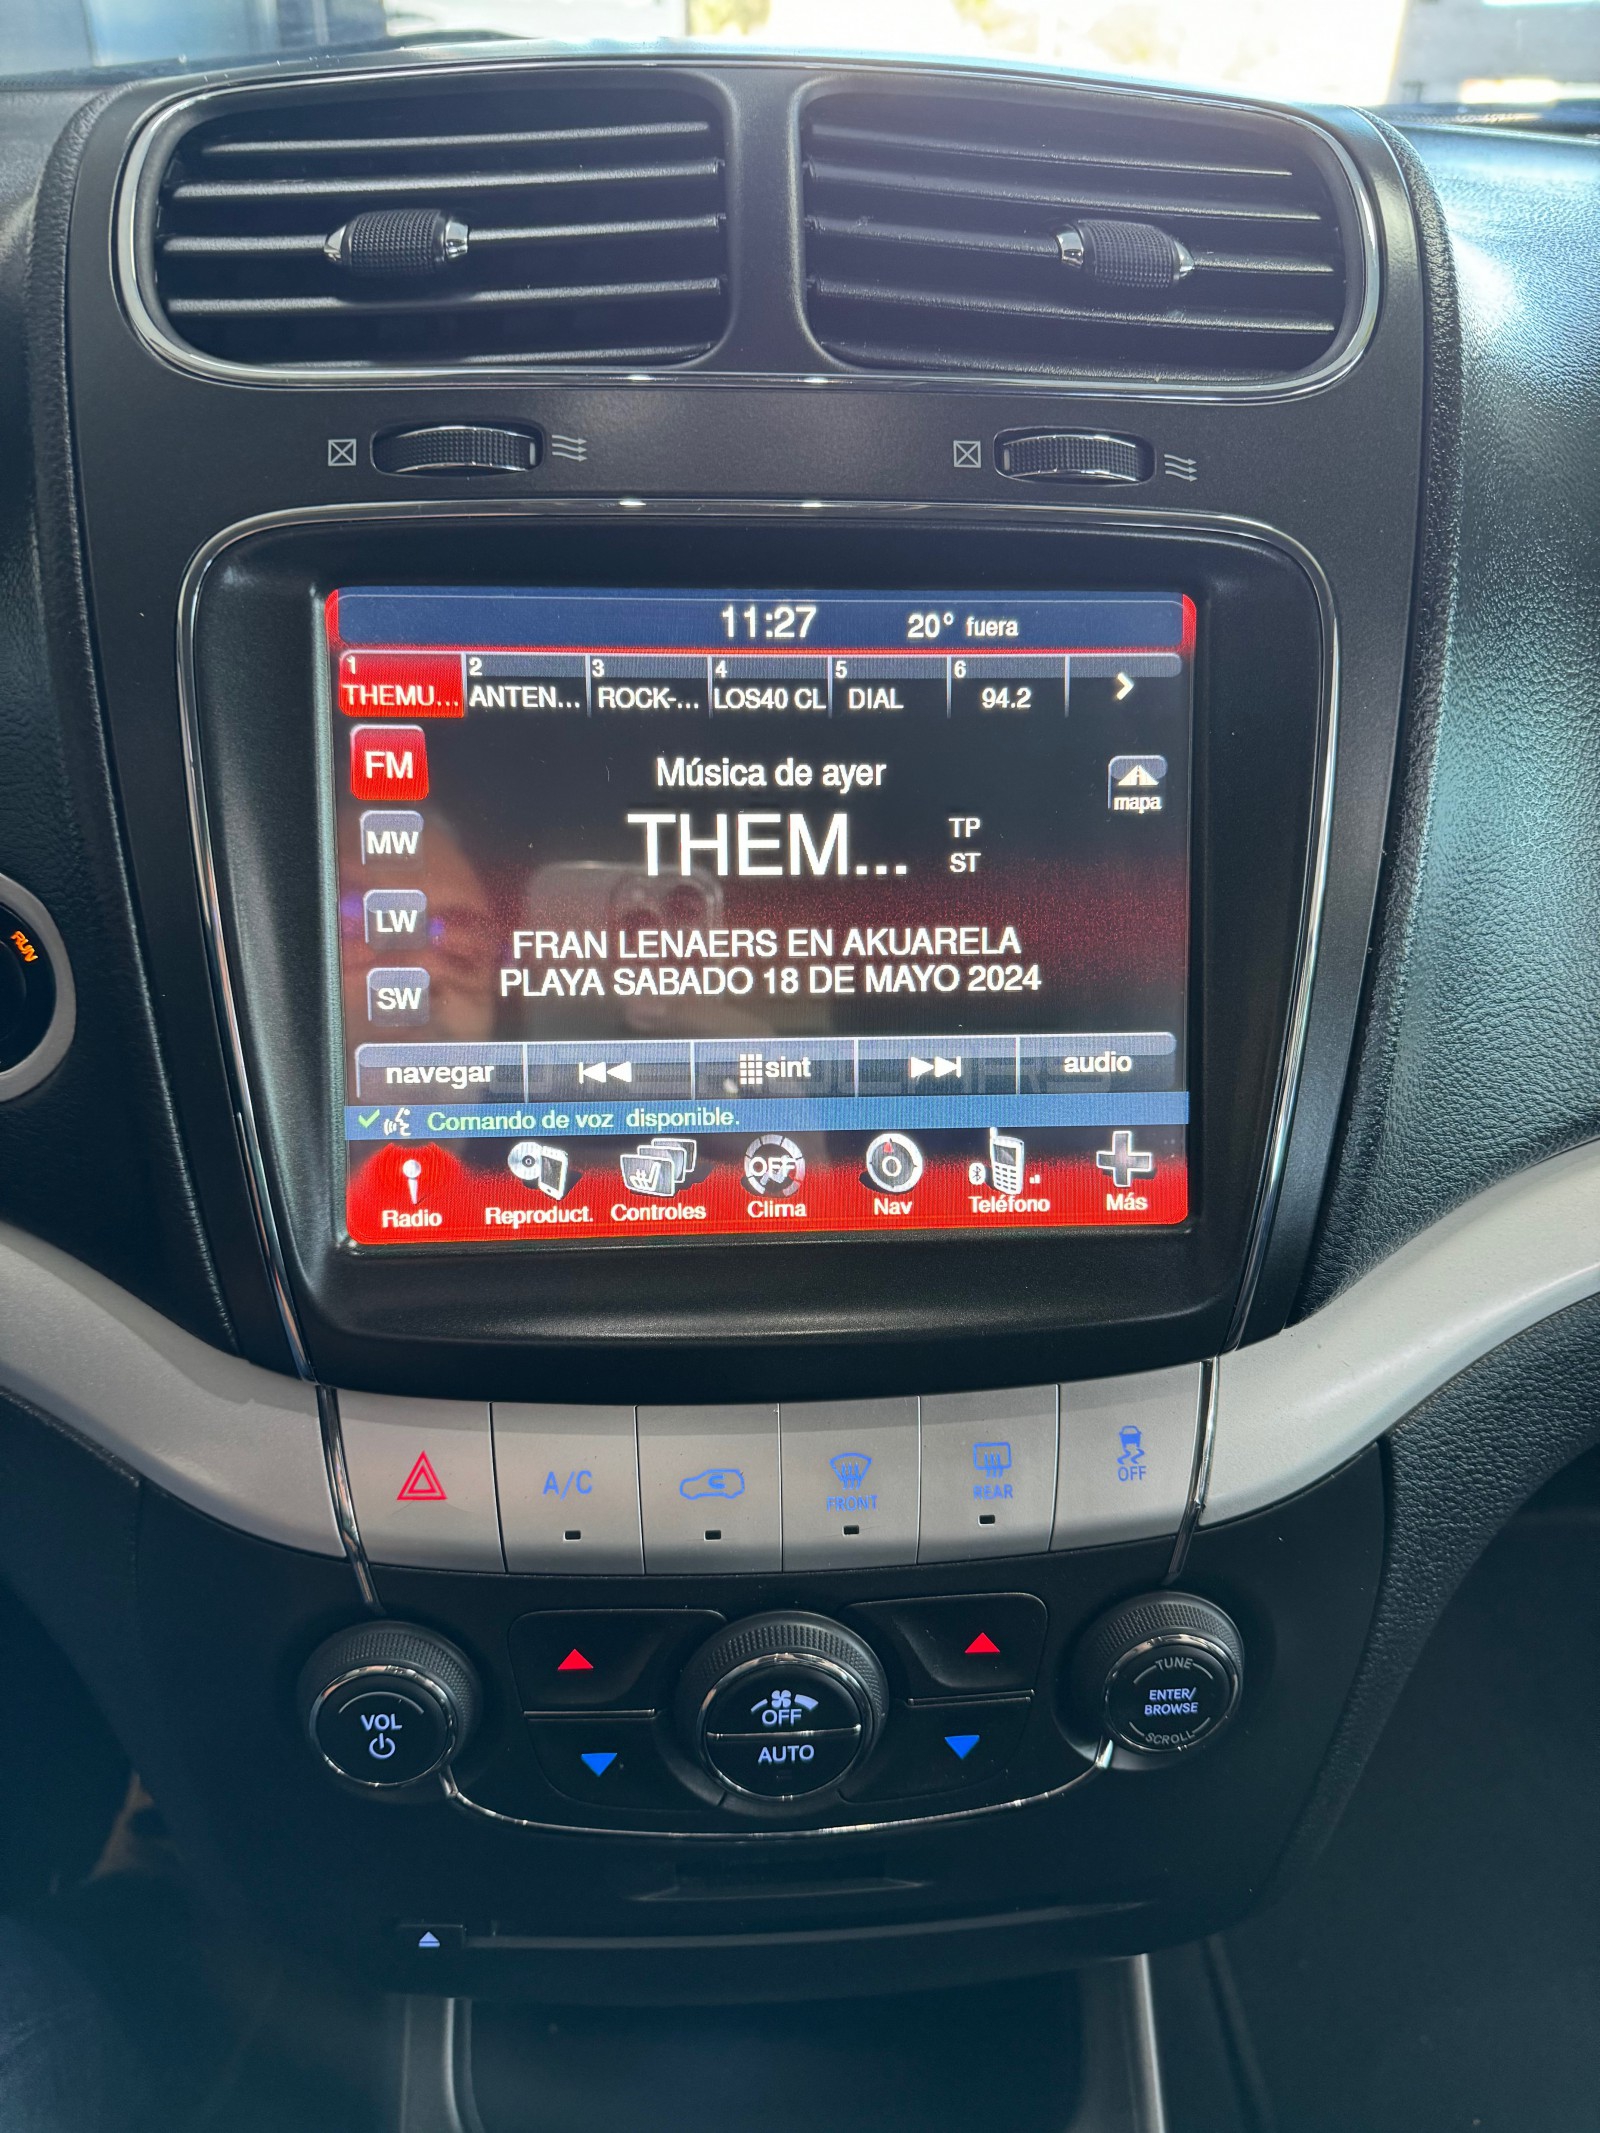 11:27 20° fuera
1 2 3 4 5 6
THEMU... ANTEN... ROCK-... LOS40 CL DIAL 94.2
FM
Música de ayer
mapa
THEM... TP
ST
MW
LW
FRAN LENAERS EN AKUARELA
PLAYA SABADO 18 DE MAYO 2024
SW
RUN
navegar sint audio
Comando de voz disponible.
OFF
Radio Reproduct. Controles Clima Nav Teléfono Más
A/C FRONT REAR OFF
VOL
OFF
AUTO
TUNE
ENTER/
BROWSE
SCROLL